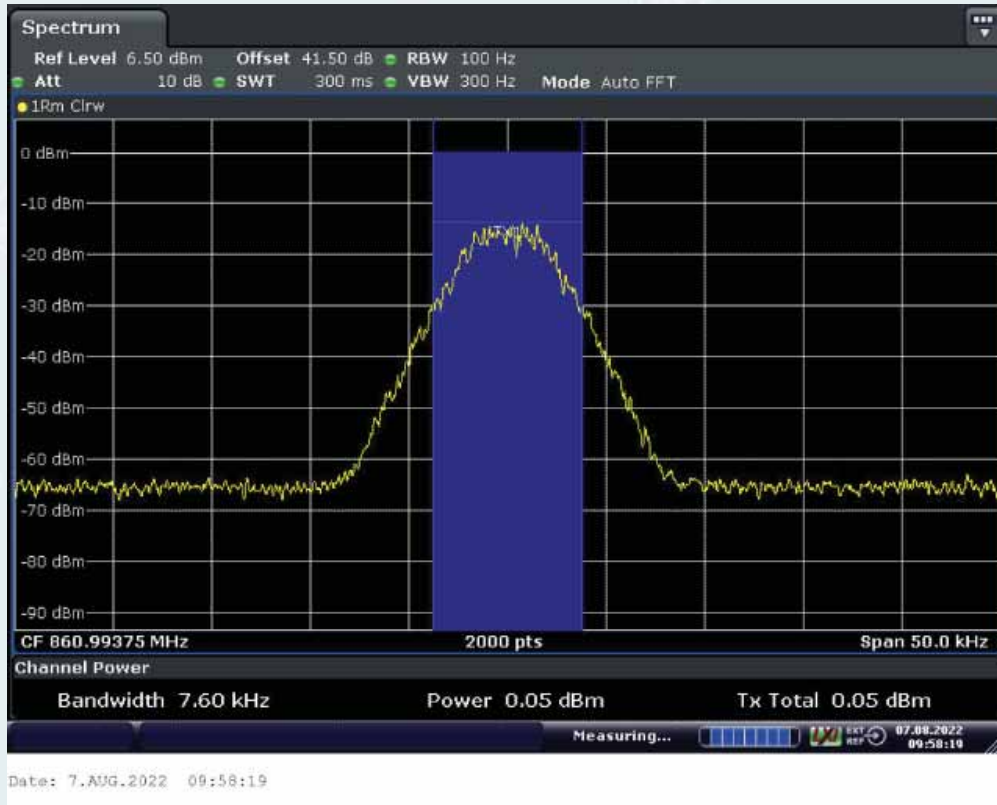 Spectrum
Ref Level 6.50 dBm Offset 41.50 dB RBW 100 Hz
Att 10 dB SWT 300 ms VBW 300 Hz Mode Auto FFT
1Rm Clrw
0 dBm
-10 dBm
-20 dBm
-30 dBm
-40 dBm
-50 dBm
-60 dBm
-70 dBm
-80 dBm
-90 dBm
CF 860.99375 MHz 2000 pts Span 50.0 kHz
Channel Power
Bandwidth 7.60 kHz Power 0.05 dBm Tx Total 0.05 dBm
Measuring... EXT REF 07.08.2022 09:58:19
Date: 7.AUG.2022 09:58:19